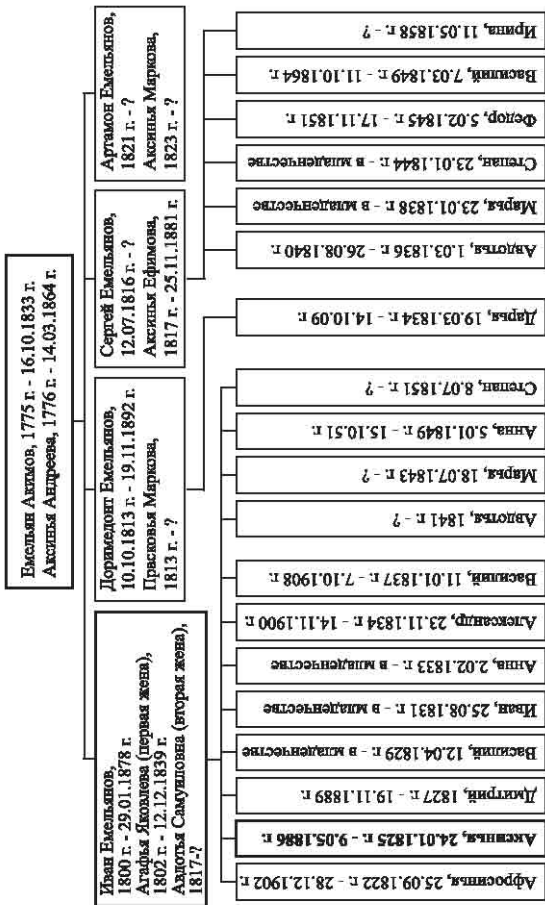 Емельян Акимов, 1775 г. - 16.10.1833 г.
Аксинья Андреева, 1776 г. - 14.03.1864 г.
Иван Емельянов,
1800 г. - 29.01.1878 г.
Агафья Яковлева (первая жена),
1802 г. - 12.12.1839 г.
Авдотья Самуиловна (вторая жена),
1817-?
Доримедонт Емельянов,
10.10.1813 г. - 19.11.1892 г.
Прасковья Маркова,
1813 г. - ?
Сергей Емельянов,
12.07.1816 г. - ?
Аксинья Ефимова,
1817 г. - 25.11.1881 г.
Артамон Емельянов,
1821 г. - ?
Аксинья Маркова,
1823 г. - ?
Афросинья, 25.09.1822 г. - 28.12.1902 г.
Аксинья, 24.01.1825 г. - 9.05.1886 г.
Дмитрий, 1827 г. - 19.11.1889 г.
Василий, 12.04.1829 г. - в младенчестве
Иван, 25.08.1831 г. - в младенчестве
Анна, 2.02.1833 г. - в младенчестве
Александр, 23.11.1834 г. - 14.11.1900 г.
Василий, 11.01.1837 г. - 7.10.1908 г.
Авдотья, 1841 г. - ?
Марья, 18.07.1843 г. - ?
Анна, 5.01.1849 г. - 15.10.51 г.
Степан, 8.07.1851 г. - ?
Дарья, 19.03.1834 г. - 14.10.09 г.
Авдотья, 1.03.1836 г. - 26.08.1840 г.
Марья, 23.01.1838 г. - в младенчестве
Степан, 23.01.1844 г. - в младенчестве
Федор, 5.02.1845 г. - 17.11.1851 г.
Василий, 7.03.1849 г. - 11.10.1864 г.
Ирина, 11.05.1858 г. - ?